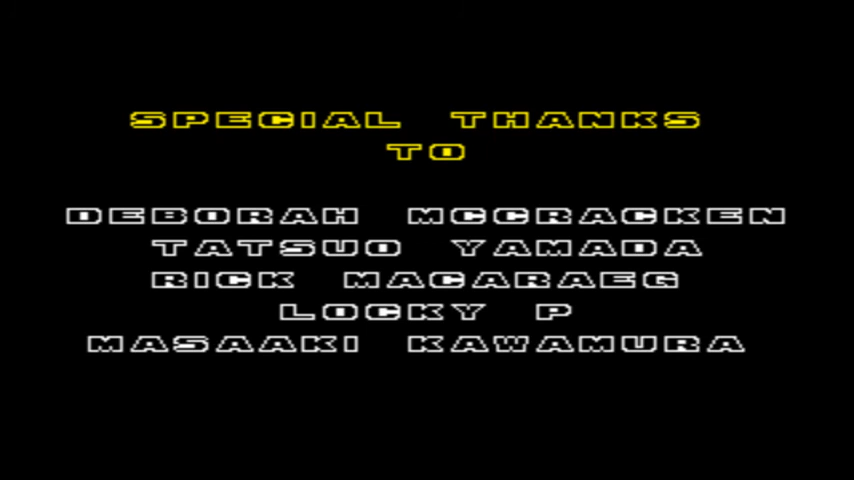 SPECIAL THANKS
TO
DEBORAH MCCRACKEN
TATSUO YAMADA
RICK MACARAEG
LOCKY P
MASAAKI KAWAMURA